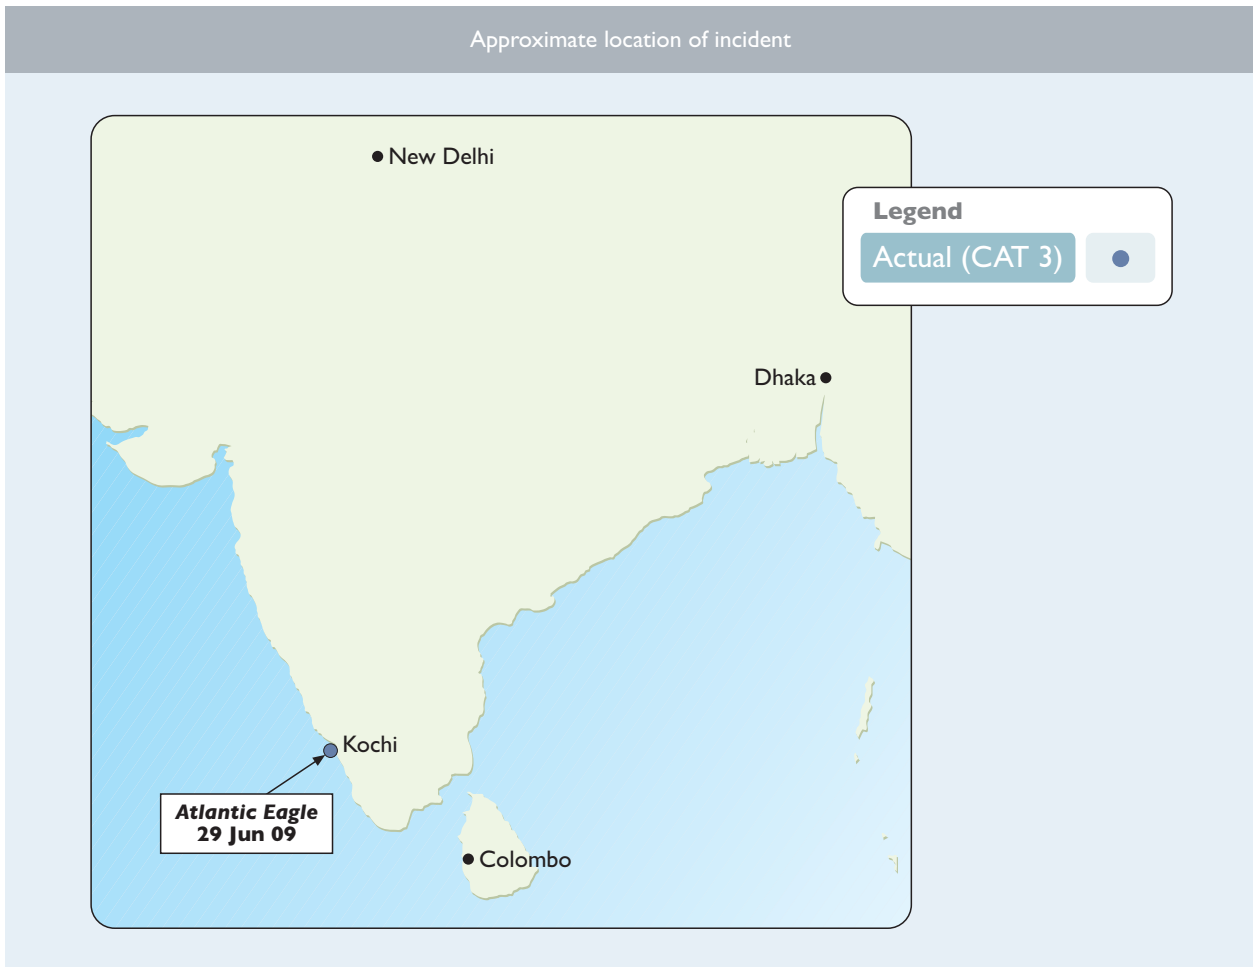 Approximate location of incident
New Delhi
Legend
Actual (CAT 3)
Dhaka
Kochi
Atlantic Eagle
29 Jun 09
Colombo